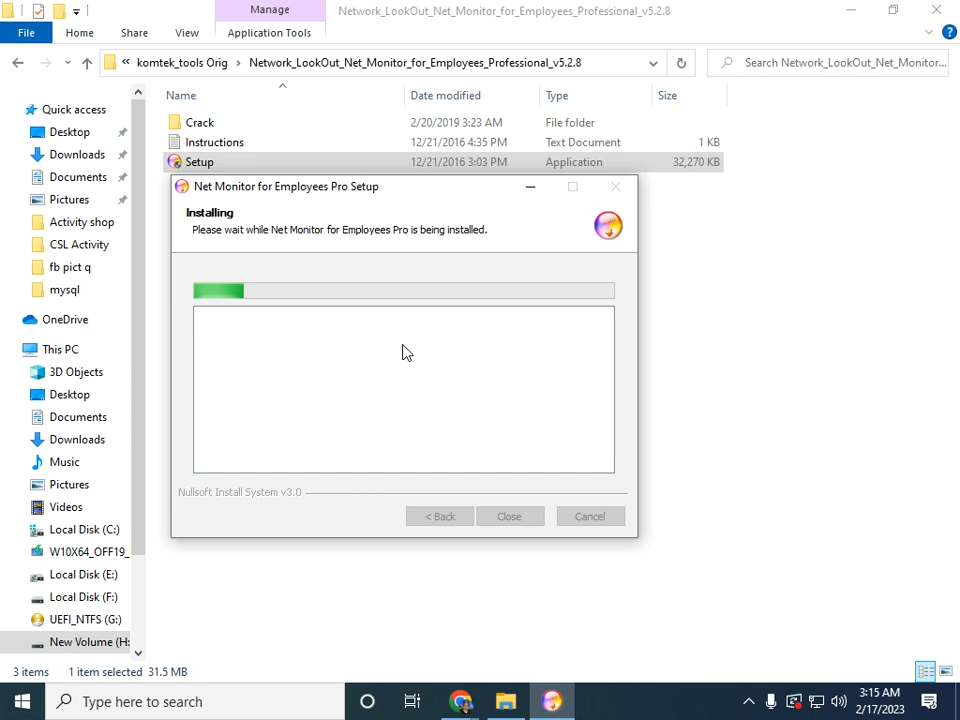 Manage
Network_LookOut_Net_Monitor_for_Employees_Professional_v5.2.8
File Home Share View Application Tools
« komtek_tools Orig › Network_LookOut_Net_Monitor_for_Employees_Professional_v5.2.8
Search Network_LookOut_Net_Monitor...
Name Date modified Type Size
Crack 2/20/2019 3:23 AM File folder
Instructions 12/21/2016 4:35 PM Text Document 1 KB
Setup 12/21/2016 3:03 PM Application 32,270 KB
Quick access
Desktop
Downloads
Documents
Pictures
Activity shop
CSL Activity
fb pict q
mysql
OneDrive
This PC
3D Objects
Desktop
Documents
Downloads
Music
Pictures
Videos
Local Disk (C:)
W10X64_OFF19_
Local Disk (E:)
Local Disk (F:)
UEFI_NTFS (G:)
New Volume (H:
Net Monitor for Employees Pro Setup
Installing
Please wait while Net Monitor for Employees Pro is being installed.
Nullsoft Install System v3.0
< Back Close Cancel
3 items 1 item selected 31.5 MB
Type here to search
3:15 AM
2/17/2023